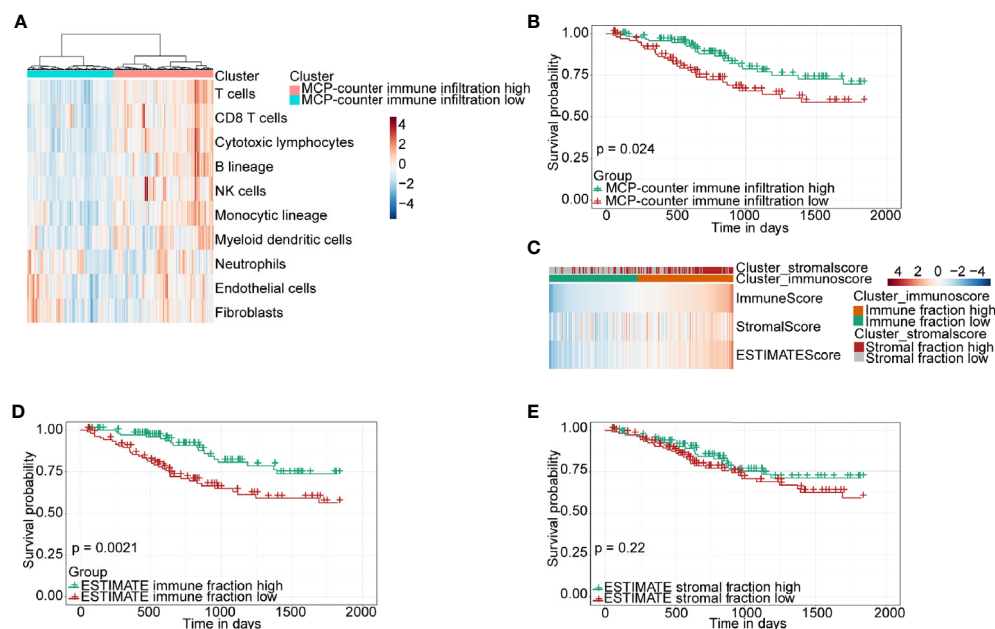 A
Cluster
T cells
CD8 T cells
Cytotoxic lymphocytes
B lineage
NK cells
Monocytic lineage
Myeloid dendritic cells
Neutrophils
Endothelial cells
Fibroblasts
Cluster
MCP-counter immune infiltration high
MCP-counter immune infiltration low
4
2
0
−2
−4
B
Survival probability
1.00
0.75
0.50
0.25
0.00
p = 0.024
Group
MCP-counter immune infiltration high
MCP-counter immune infiltration low
0 500 1000 1500 2000
Time in days
C
Cluster_stromalscore
Cluster_immunoscore
ImmuneScore
StromalScore
ESTIMATEScore
4 2 0 −2 −4
Cluster_immunoscore
Immune fraction high
Immune fraction low
Cluster_stromalscore
Stromal fraction high
Stromal fraction low
D
Survival probability
1.00
0.75
0.50
0.25
0.00
p = 0.0021
Group
ESTIMATE immune fraction high
ESTIMATE immune fraction low
0 500 1000 1500 2000
Time in days
E
Survival probability
1.00
0.75
0.50
0.25
0.00
p = 0.22
ESTIMATE stromal fraction high
ESTIMATE stromal fraction low
0 500 1000 1500 2000
Time in days